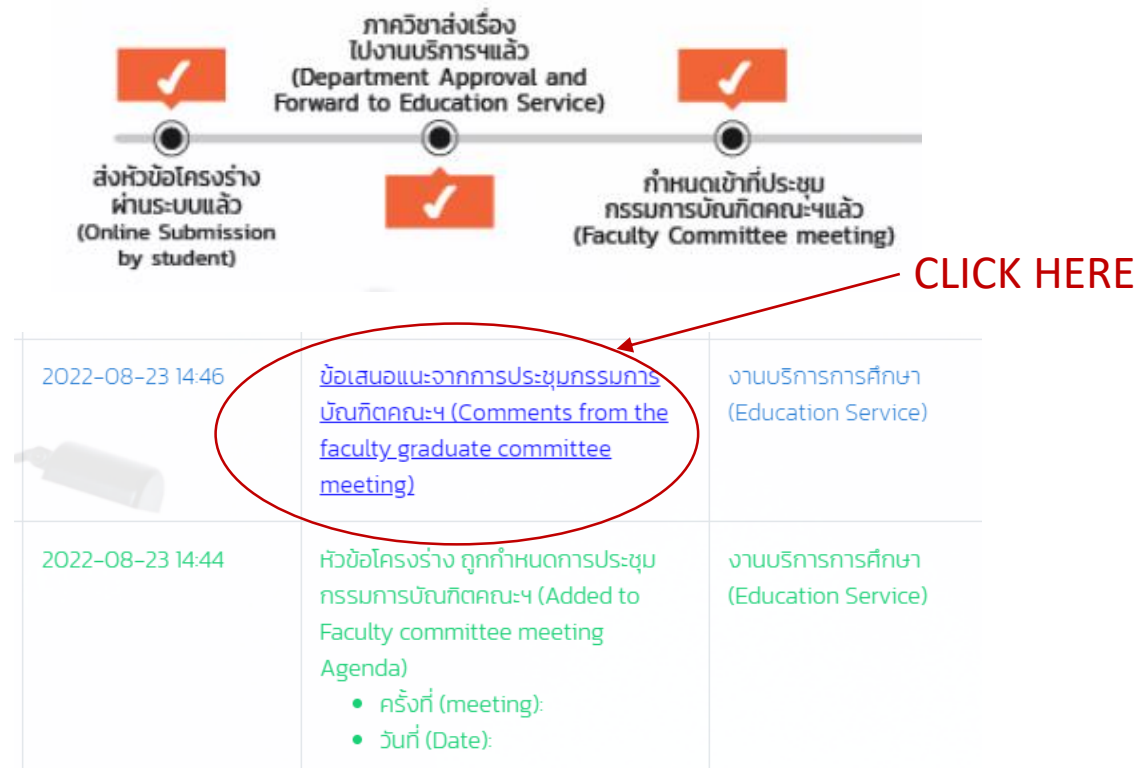 ภาควิชาส่งเรื่อง
ไปงานบริการฯแล้ว
(Department Approval and
Forward to Education Service)
ส่งหัวข้อโครงร่าง
ผ่านระบบแล้ว
(Online Submission
by student)
กำหนดเข้าที่ประชุม
กรรมการบัณฑิตคณะฯแล้ว
(Faculty Committee meeting)
CLICK HERE
2022-08-23 14:46
ข้อเสนอแนะจากการประชุมกรรมการ
บัณฑิตคณะฯ (Comments from the
faculty graduate committee
meeting)
งานบริการการศึกษา
(Education Service)
2022-08-23 14:44
หัวข้อโครงร่าง ถูกกำหนดการประชุม
กรรมการบัณฑิตคณะฯ (Added to
Faculty committee meeting
Agenda)
• ครั้งที่ (meeting):
• วันที่ (Date):
งานบริการการศึกษา
(Education Service)